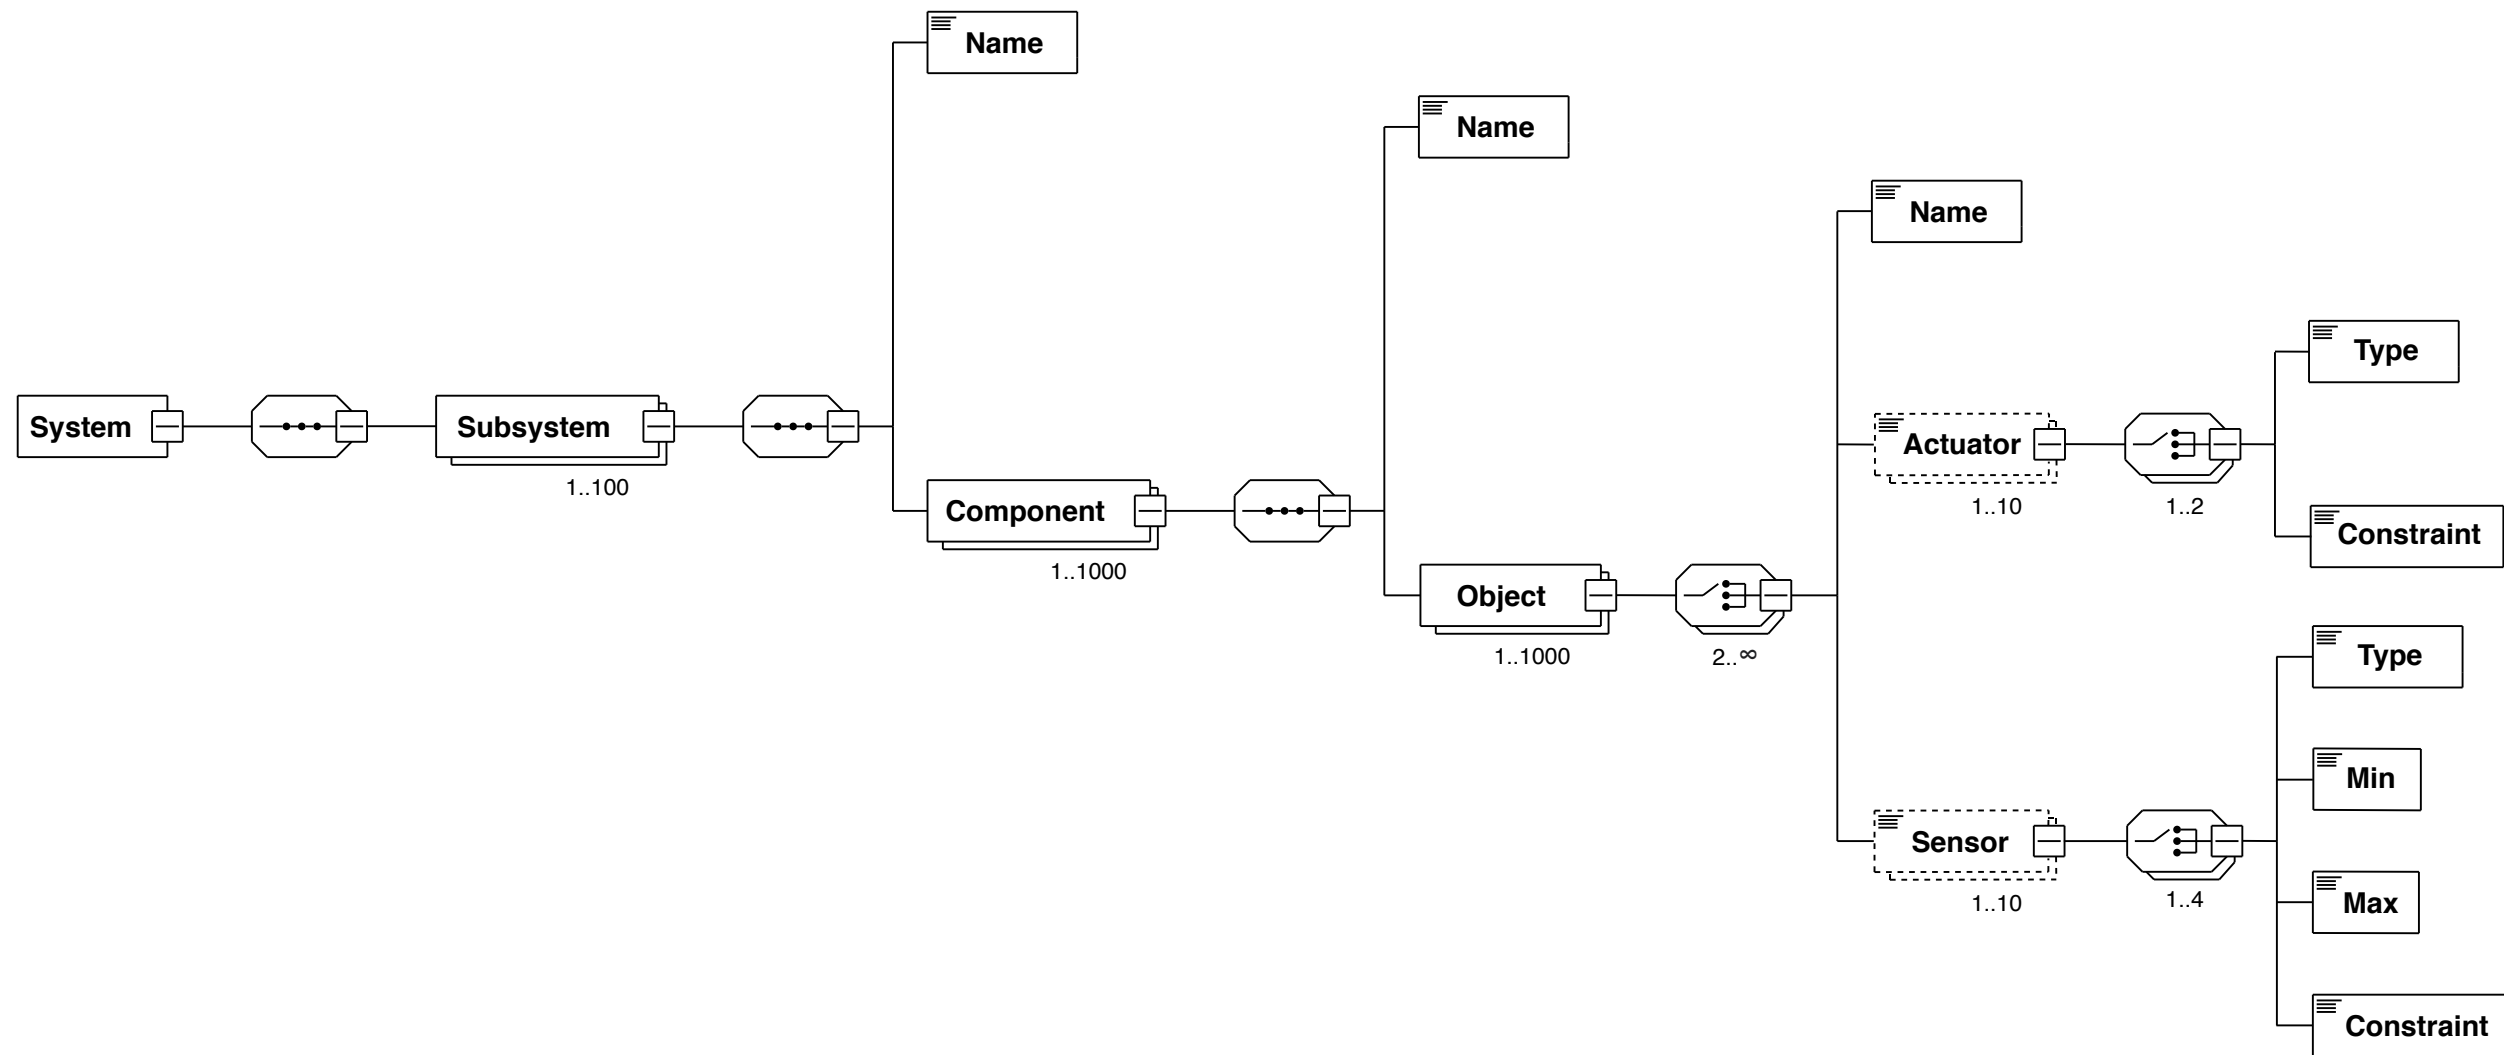 Name
Name
Name
Type
System
Subsystem
Actuator
1..100
1..10
1..2
Component
Constraint
1..1000
Object
1..1000
2..∞
Type
Min
Sensor
1..10
1..4
Max
Constraint